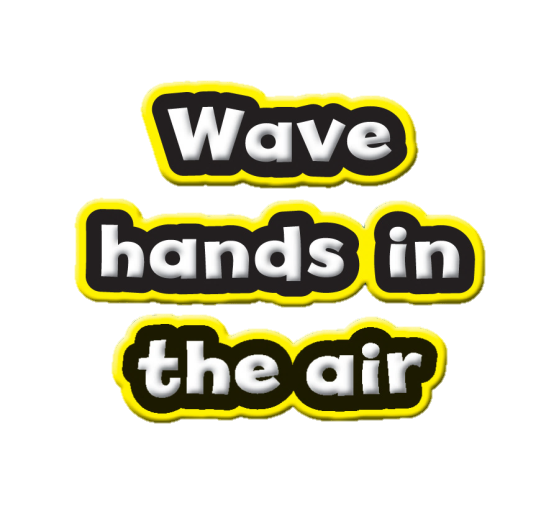 Wave
hands in
the air